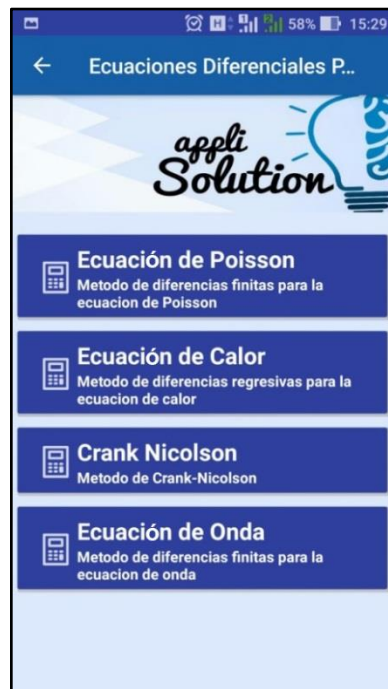 58% 15:29
Ecuaciones Diferenciales P...
appli
Solution
Ecuación de Poisson
Metodo de diferencias finitas para la
ecuacion de Poisson
Ecuación de Calor
Metodo de diferencias regresivas para la
ecuacion de calor
Crank Nicolson
Metodo de Crank-Nicolson
Ecuación de Onda
Metodo de diferencias finitas para la
ecuacion de onda